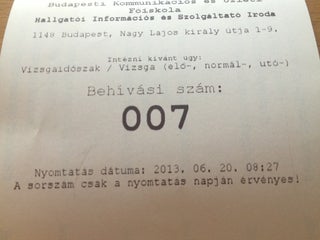 Budapesti Kommunikációs és Üzleti
Főiskola
Hallgatói Információs és Szolgáltató Iroda
1148 Budapest, Nagy Lajos király útja 1-9.
Intézni kívánt ügy:
Vizsgaidőszak / Vizsga (elő-, normál-, utó-)
Behívási szám:
007
Nyomtatás dátuma: 2013. 06. 20. 08:27
A sorszám csak a nyomtatás napján érvényes!